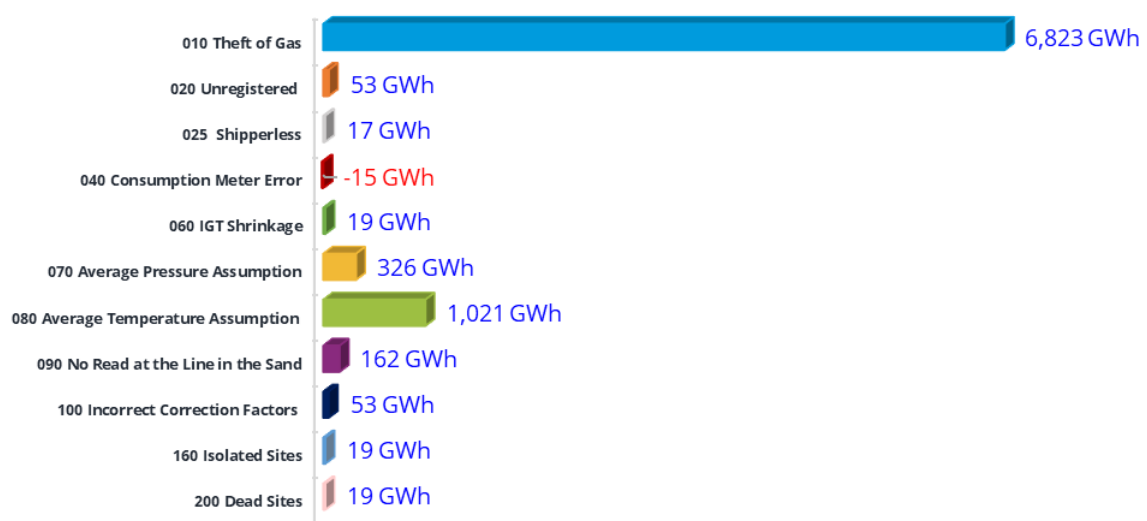 010 Theft of Gas 6,823 GWh
020 Unregistered 53 GWh
025 Shipperless 17 GWh
040 Consumption Meter Error -15 GWh
060 IGT Shrinkage 19 GWh
070 Average Pressure Assumption 326 GWh
080 Average Temperature Assumption 1,021 GWh
090 No Read at the Line in the Sand 162 GWh
100 Incorrect Correction Factors 53 GWh
160 Isolated Sites 19 GWh
200 Dead Sites 19 GWh